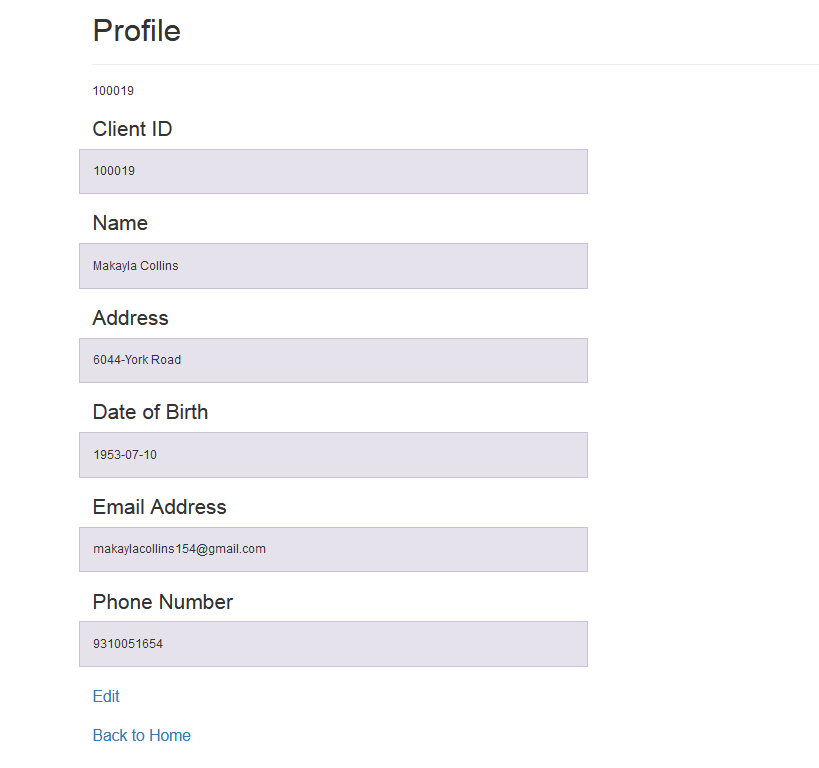 Profile
100019
Client ID
100019
Name
Makayla Collins
Address
6044-York Road
Date of Birth
1953-07-10
Email Address
makaylacollins154@gmail.com
Phone Number
9310051654
Edit
Back to Home